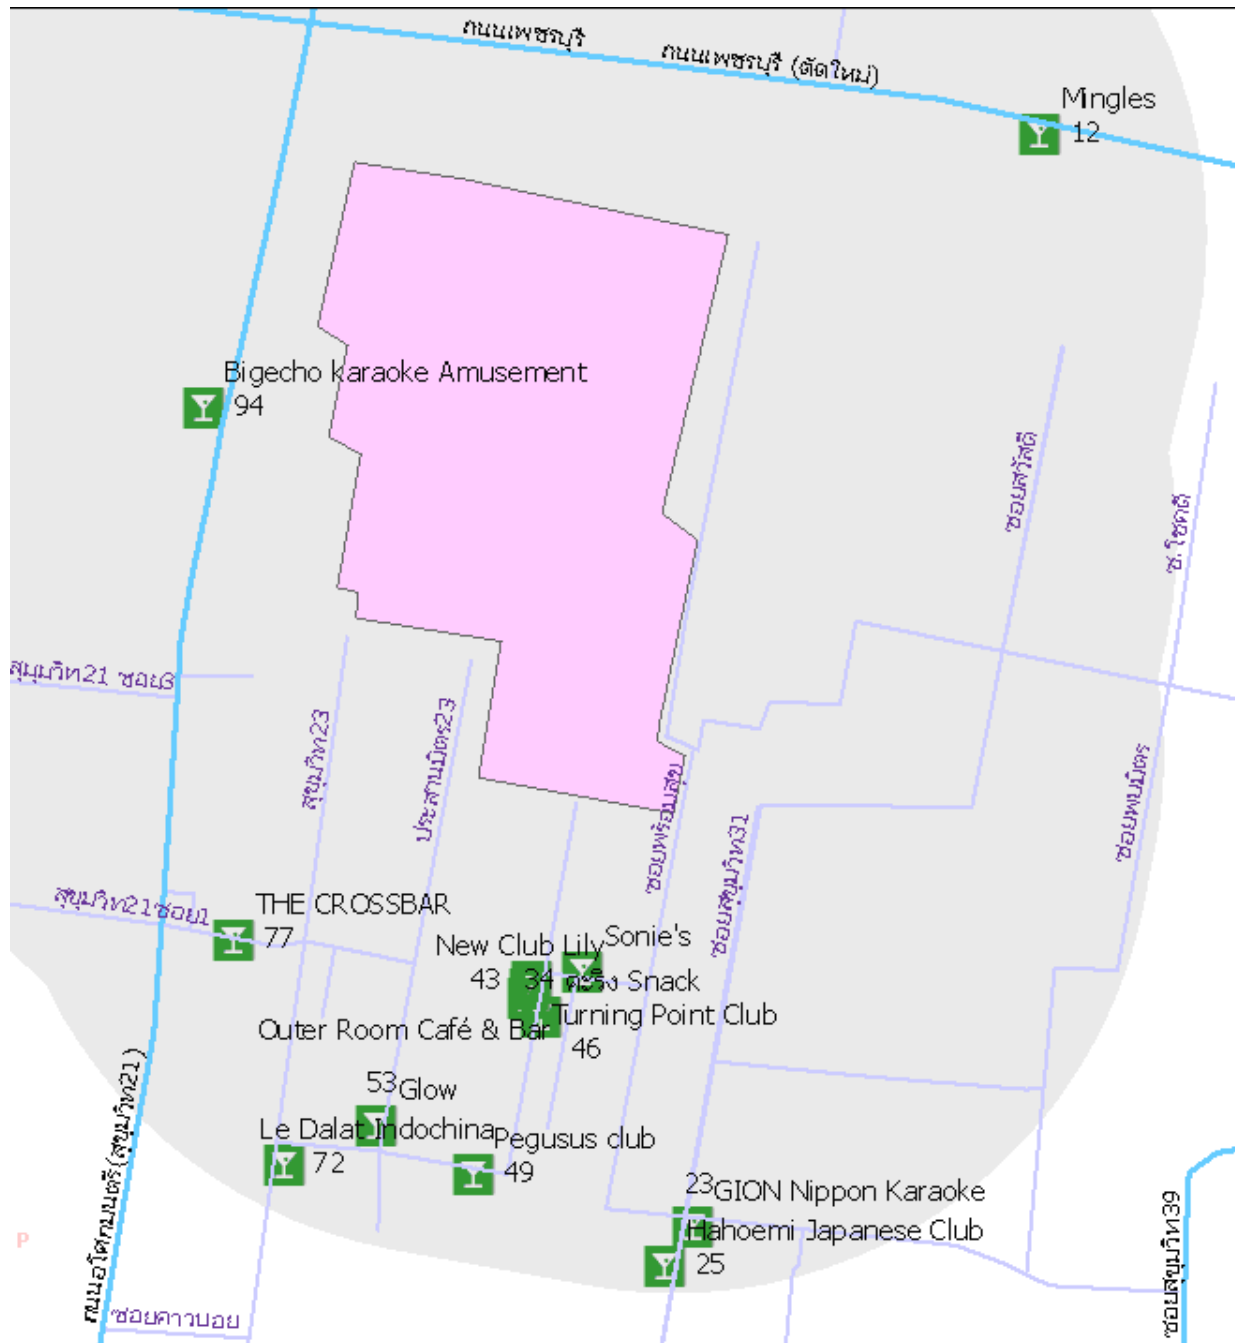 ถนนเพชรบุรี
ถนนเพชรบุรี (ตัดใหม่)
Mingles
12
Bigecho karaoke Amusement
94
ซอยสวัสดี
ซ.โชคดี
สุขุมวิท21 ซอย3
สุขุมวิท23
ประสานมิตร23
ซอยพร้อมสุข
ซอยสุขุมวิท31
ซอยพบมิตร
สุขุมวิท21ซอย1
THE CROSSBAR
77
New Club Lily
Sonie's
43
34
Snack
Turning Point Club
Outer Room Café & Bar
46
53
Glow
Le Dalat Indochina
72
Pegusus club
49
23
GION Nippon Karaoke
Hahoemi Japanese Club
25
P
ถนนอโศกมนตรี(สุขุมวิท21)
ซอยคาวบอย
ซอยสุขุมวิท39